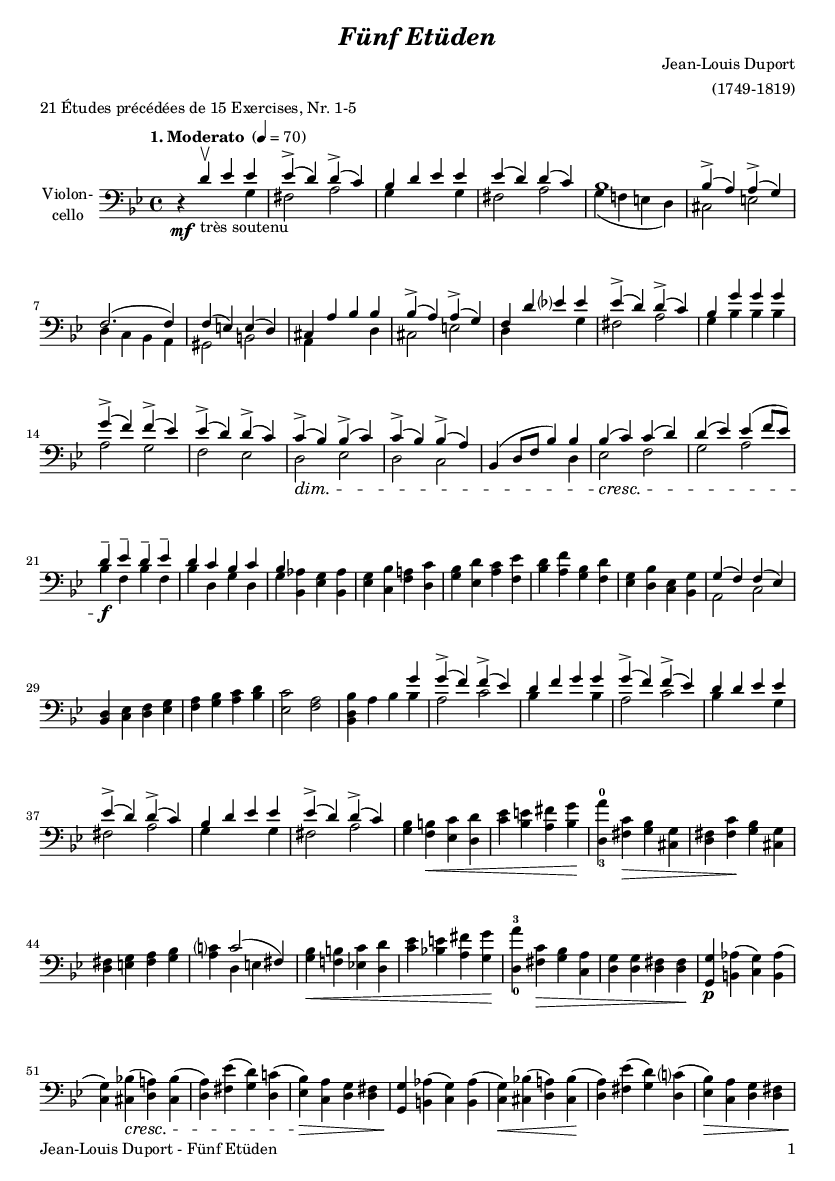 Fünf Etüden
Jean-Louis Duport
(1749-1819)
21 Études précédées de 15 Exercises, Nr. 1-5
1. Moderato (♩ = 70)
Violon-
cello
mf très soutenu
7
14
dim.
cresc.
21
f
29
37
0
3
44
3
0
p
51
cresc.
Jean-Louis Duport - Fünf Etüden
1